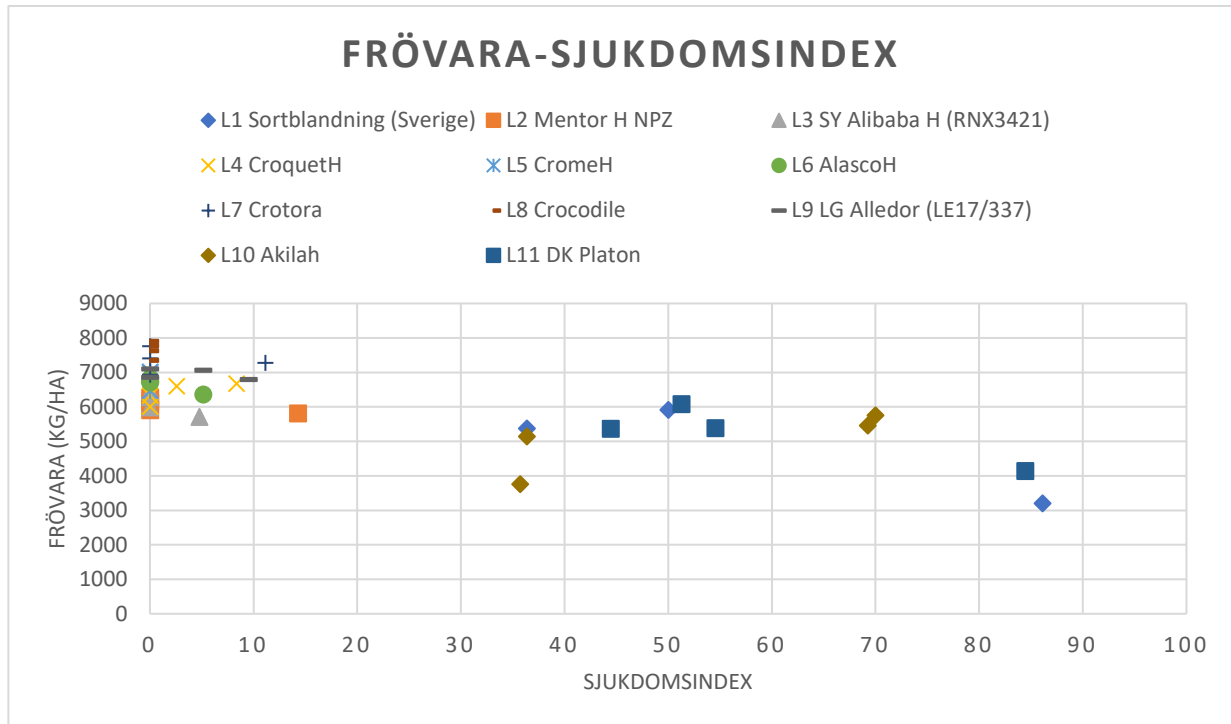 FRÖVARA-SJUKDOMSINDEX
L1 Sortblandning (Sverige) L2 Mentor H NPZ L3 SY Alibaba H (RNX3421)
L4 CroquetH L5 CromeH L6 AlascoH
L7 Crotora L8 Crocodile L9 LG Alledor (LE17/337)
L10 Akilah L11 DK Platon
FRÖVARA (KG/HA)
9000
8000
7000
6000
5000
4000
3000
2000
1000
0
0 10 20 30 40 50 60 70 80 90 100
SJUKDOMSINDEX